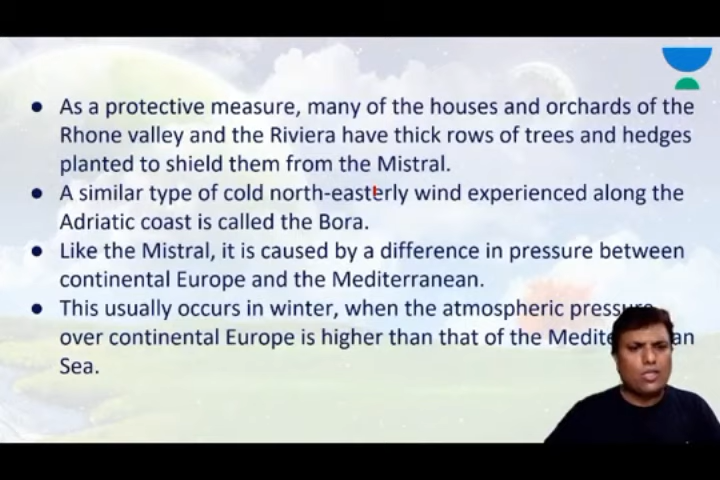 ● As a protective measure, many of the houses and orchards of the
Rhone valley and the Riviera have thick rows of trees and hedges
planted to shield them from the Mistral.
● A similar type of cold north-easterly wind experienced along the
Adriatic coast is called the Bora.
● Like the Mistral, it is caused by a difference in pressure between
continental Europe and the Mediterranean.
● This usually occurs in winter, when the atmospheric pressure
over continental Europe is higher than that of the
Sea.